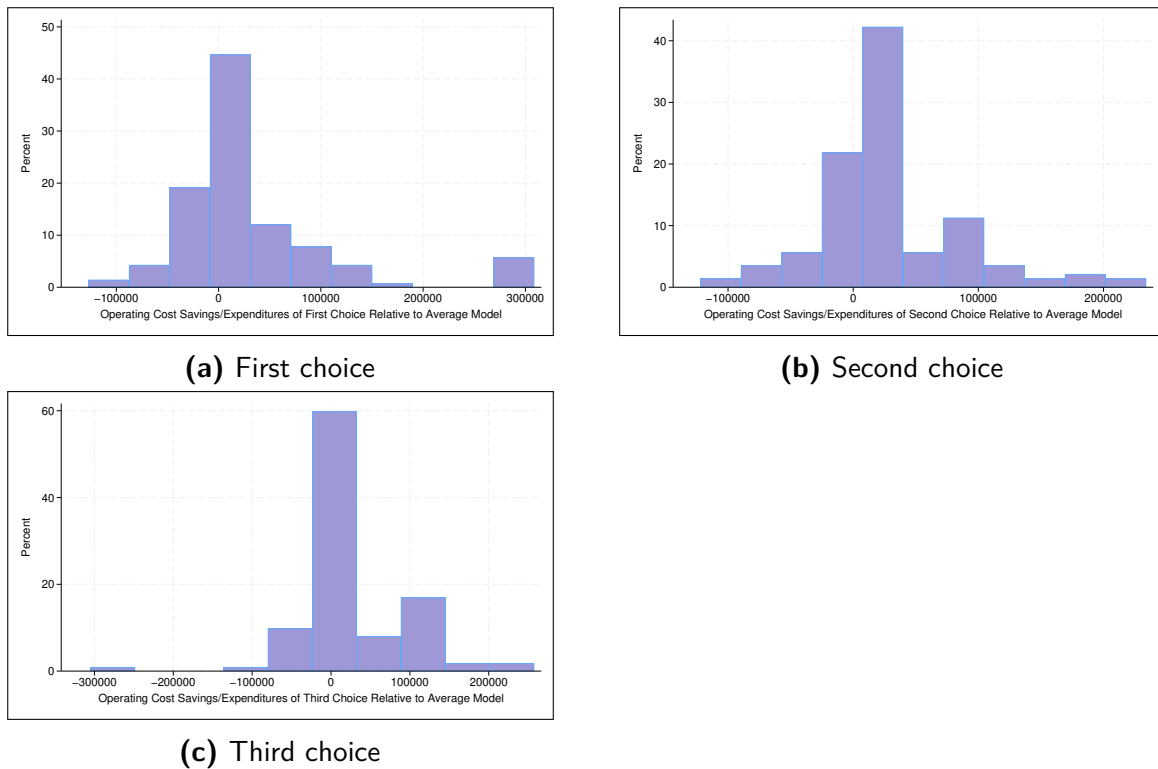 50
40
30
20
10
0
Percent
−100000 0 100000 200000 300000
Operating Cost Savings/Expenditures of First Choice Relative to Average Model
(a) First choice
40
30
20
10
0
Percent
−100000 0 100000 200000
Operating Cost Savings/Expenditures of Second Choice Relative to Average Model
(b) Second choice
60
40
20
0
Percent
−300000 −200000 −100000 0 100000 200000
Operating Cost Savings/Expenditures of Third Choice Relative to Average Model
(c) Third choice